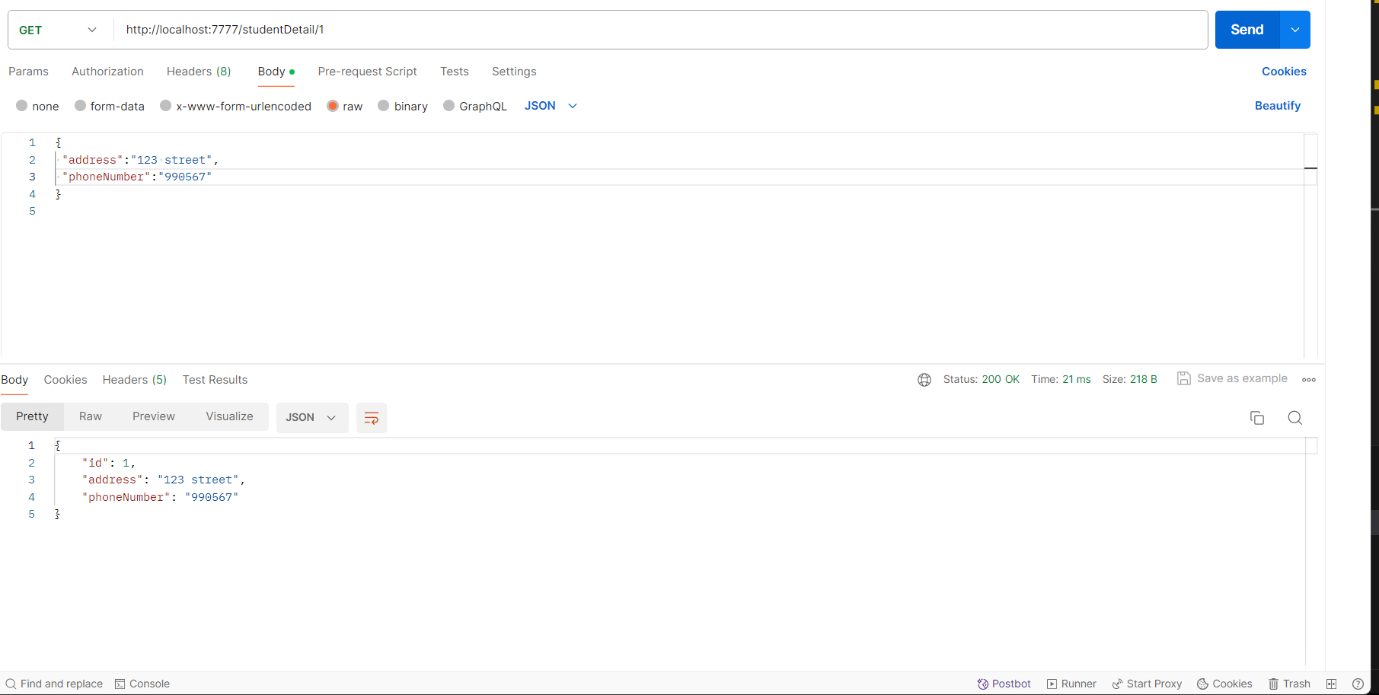 GET http://localhost:7777/studentDetail/1 Send
Params Authorization Headers (8) Body Pre-request Script Tests Settings Cookies
none form-data x-www-form-urlencoded raw binary GraphQL JSON Beautify
1 {
2 "address":"123 street",
3 "phoneNumber":"990567"
4 }
5
Body Cookies Headers (5) Test Results Status: 200 OK Time: 21 ms Size: 218 B Save as example
Pretty Raw Preview Visualize JSON
1 {
2 "id": 1,
3 "address": "123 street",
4 "phoneNumber": "990567"
5 }
Find and replace Console Postbot Runner Start Proxy Cookies Trash